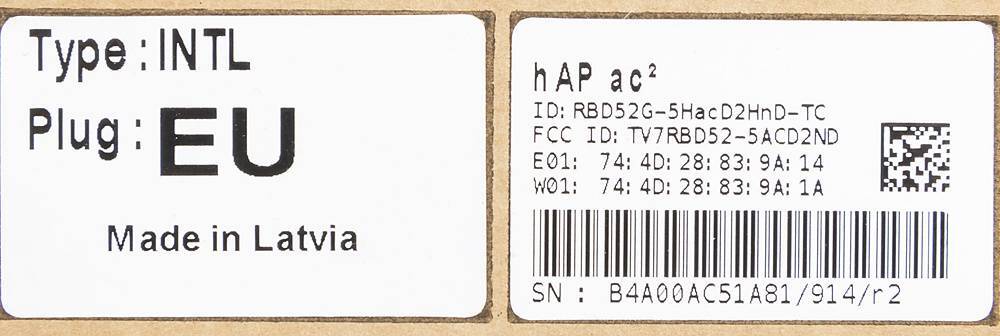 Type : INTL
Plug : EU
Made in Latvia
hAP ac²
ID: RBD52G-5HacD2HnD-TC
FCC ID: TV7RBD52-5ACD2ND
E01: 74:4D:28:83:9A:14
W01: 74:4D:28:83:9A:1A
SN : B4A00AC51A81/914/r2